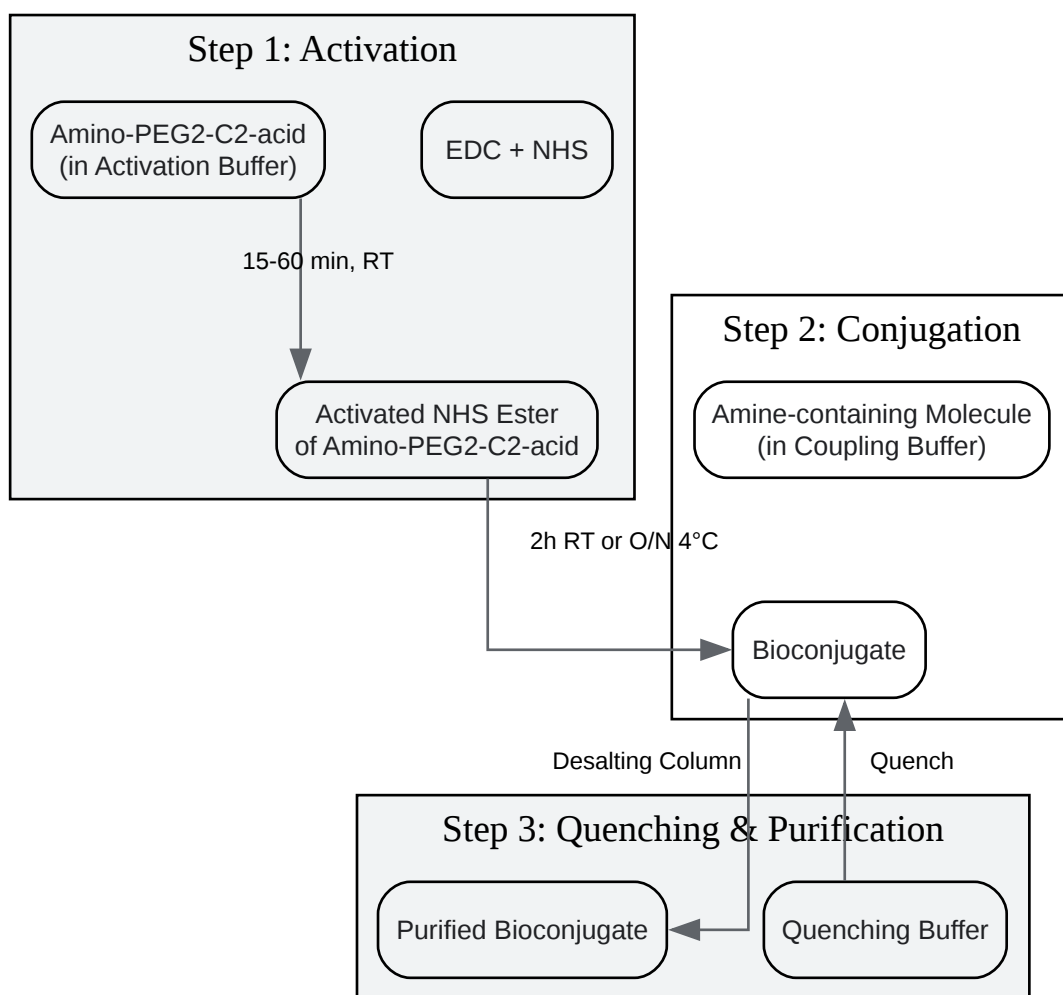 Step 1: Activation
Amino-PEG2-C2-acid
(in Activation Buffer)
EDC + NHS
15-60 min, RT
Activated NHS Ester
of Amino-PEG2-C2-acid
Step 2: Conjugation
Amine-containing Molecule
(in Coupling Buffer)
2h RT or O/N 4°C
Bioconjugate
Desalting Column
Quench
Step 3: Quenching & Purification
Purified Bioconjugate
Quenching Buffer